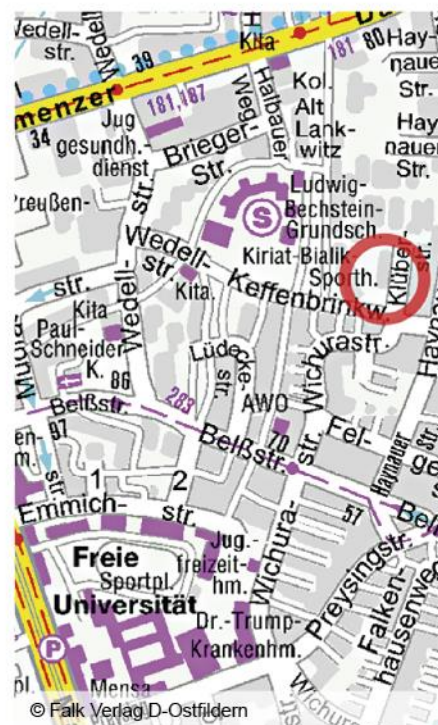 Wedell-
str.
Wedell-
39
Kita
181
80
Hay-
nauer
Str.
menzer
34
181,187
Jug
gesundh.-
dienst
Brieger-
Str.
Halbauer
Weg
Kol.
Alt
Lank-
witz
Hay
nauer
Str.
Preußen-
str.
Wedell-
Ludwig-
Bechstein-
Grundsch.
S
Kiriat-Bialik-
Sporth.
Wedell-
str.
Keffenbrinkw.
Klüber-
str.
str.
Kita
Kita.
Paul-
Schneider
K.
86
Lüdecke-
str.
Wichurastr.
Belßstr.
283
AWO
97
Belßstr.
70
str.
Fel-
Haynauer
Str.
1
2
Emmich-
str.
57
Freie
Sportpl.
Universität
Jug.-
freizeit-
hm.
Wichura-
Preysingstr.
Falken-
hausenweg
Dr.-Trump-
Krankenhm.
P
Mensa
© Falk Verlag D-Ostfildern